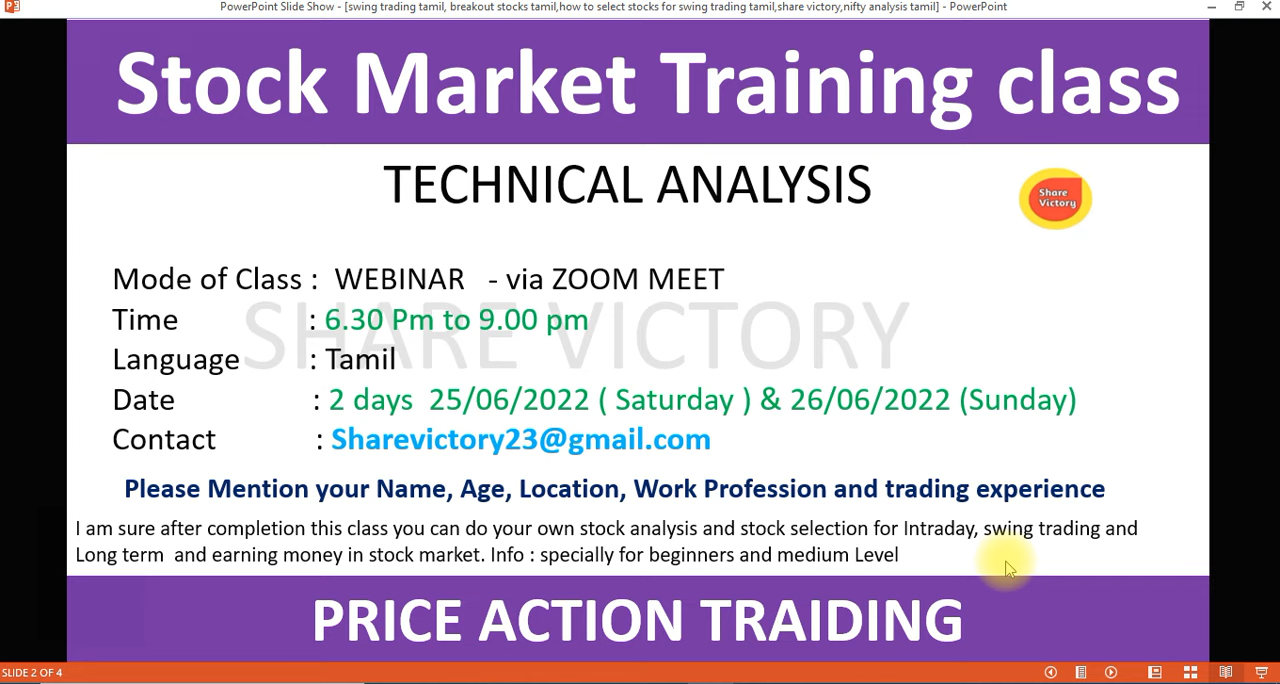 PowerPoint Slide Show - [swing trading tamil, breakout stocks tamil,how to select stocks for swing trading tamil,share victory,nifty analysis tamil] - PowerPoint
Stock Market Training class
TECHNICAL ANALYSIS
Share
Victory
Mode of Class : WEBINAR - via ZOOM MEET
Time : 6.30 Pm to 9.00 pm
SHARE VICTORY
Language : Tamil
Date : 2 days 25/06/2022 ( Saturday ) & 26/06/2022 (Sunday)
Contact : Sharevictory23@gmail.com
Please Mention your Name, Age, Location, Work Profession and trading experience
I am sure after completion this class you can do your own stock analysis and stock selection for Intraday, swing trading and
Long term and earning money in stock market. Info : specially for beginners and medium Level
PRICE ACTION TRAIDING
SLIDE 2 OF 4